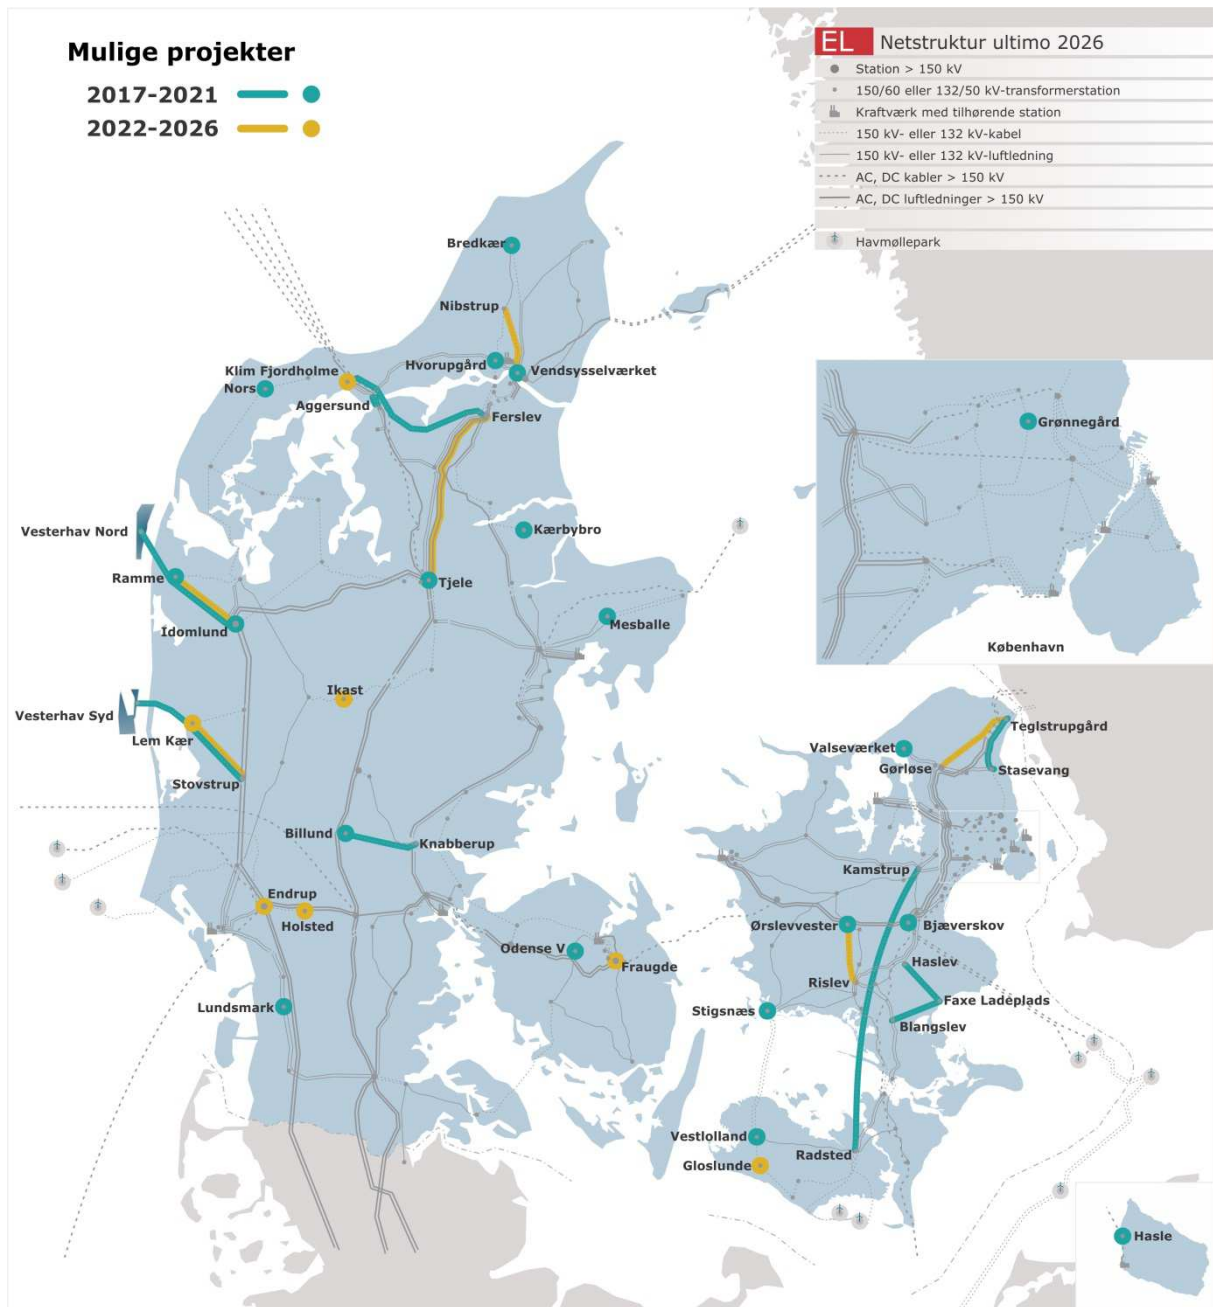 Mulige projekter
2017-2021
2022-2026
EL Netstruktur ultimo 2026
Station > 150 kV
150/60 eller 132/50 kV-transformerstation
Kraftværk med tilhørende station
150 kV- eller 132 kV-kabel
150 kV- eller 132 kV-luftledning
AC, DC kabler > 150 kV
AC, DC luftledninger > 150 kV
Havmøllepark
Bredkær
Nibstrup
Hvorupgård
Vendsysselværket
Klim Fjordholme
Nors
Aggersund
Ferslev
Vesterhav Nord
Kærbybro
Ramme
Tjele
Idomlund
Mesballe
Ikast
Vesterhav Syd
Lem Kær
Stovstrup
Billund
Knabberup
Endrup
Holsted
Odense V
Fraugde
Lundsmark
Grønnegård
København
Teglstrupgård
Valseværket
Gørløse
Stasevang
Kamstrup
Ørslevvester
Bjæverskov
Haslev
Rislev
Faxe Ladeplads
Stigsnæs
Blangslev
Vestlolland
Radsted
Gloslunde
Hasle